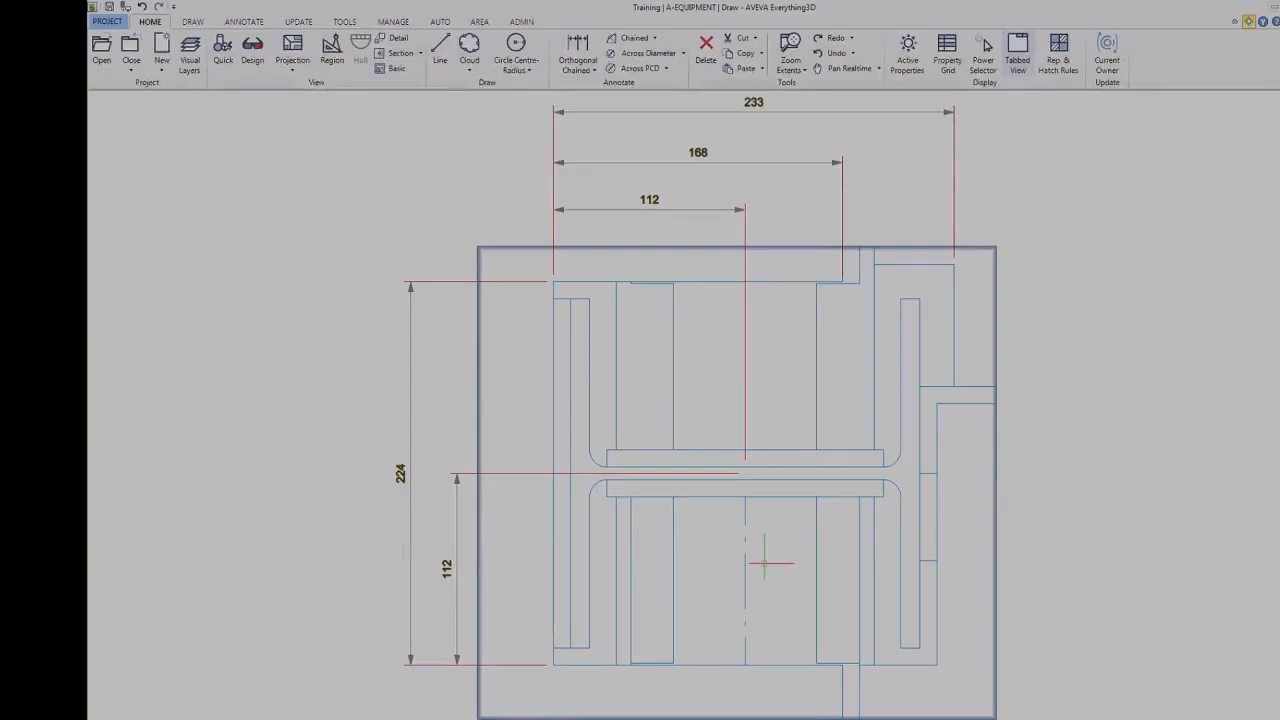 Training | A-EQUIPMENT | Draw - AVEVA Everything3D
PROJECT HOME DRAW ANNOTATE UPDATE TOOLS MANAGE AUTO AREA ADMIN
Open Close New Visual Layers Quick Design Projection Region Hull Detail Section Basic Line Cloud Circle Centre-Radius Orthogonal Chained Chained Across Diameter Across PCD Delete Cut Copy Paste Zoom Extents Redo Undo Pan Realtime Active Properties Property Grid Power Selector Tabbed View Rep. & Hatch Rules Current Owner
Project View Draw Annotate Tools Display Update
233
168
112
224
112